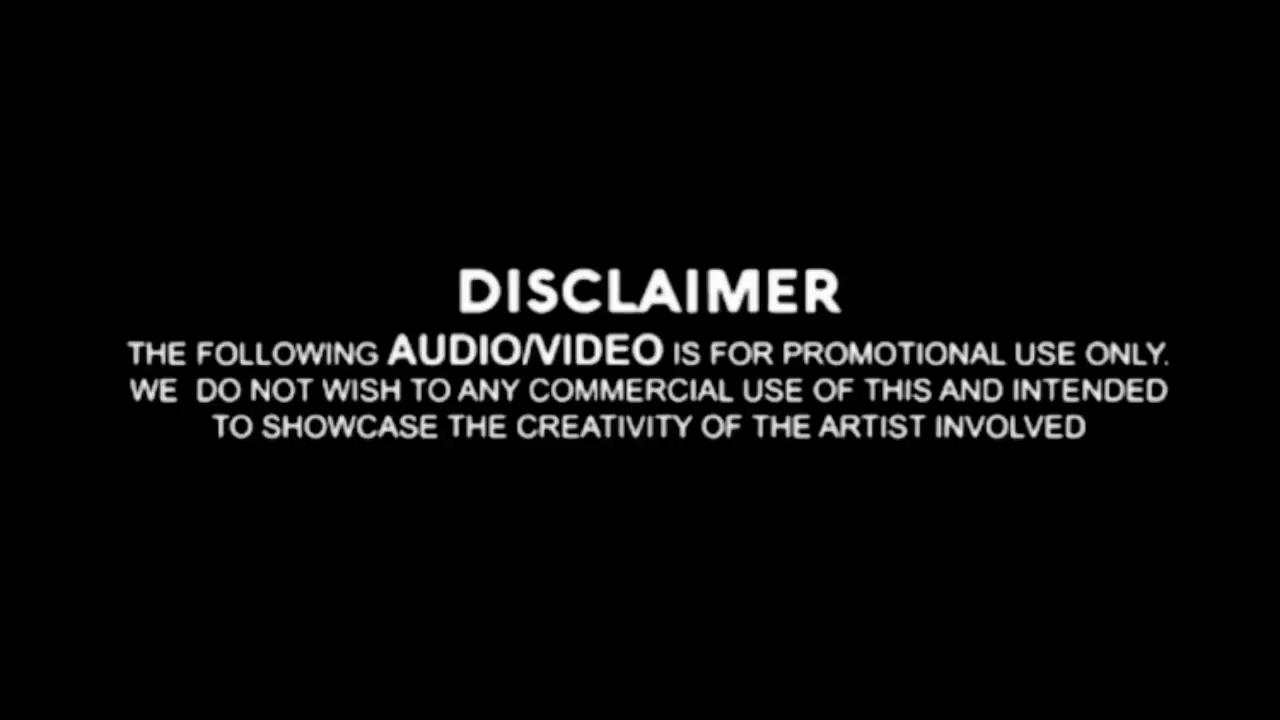 DISCLAIMER
THE FOLLOWING AUDIO/VIDEO IS FOR PROMOTIONAL USE ONLY.
WE DO NOT WISH TO ANY COMMERCIAL USE OF THIS AND INTENDED
TO SHOWCASE THE CREATIVITY OF THE ARTIST INVOLVED